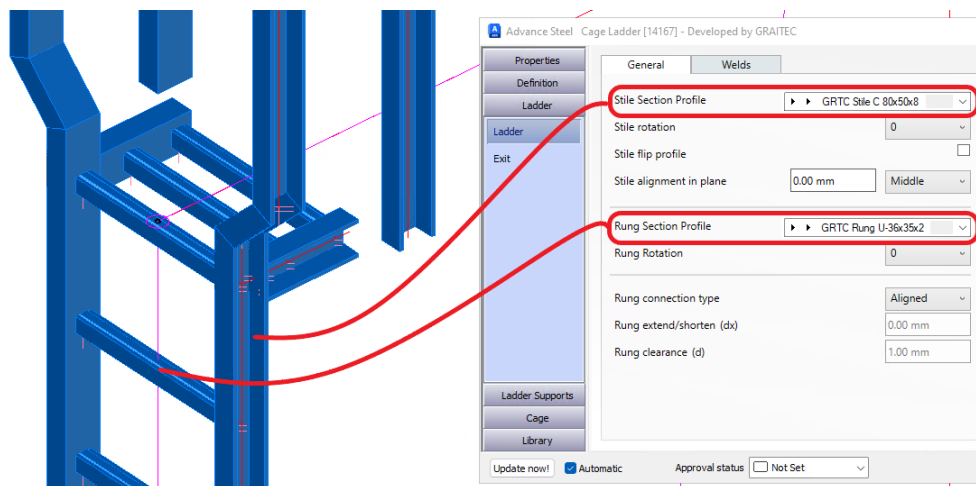 Advance Steel Cage Ladder [14167] - Developed by GRAITEC
Properties
Definition
Ladder
Ladder
Exit
Ladder Supports
Cage
Library
General Welds
Stile Section Profile GRTC Stile C 80x50x8
Stile rotation 0
Stile flip profile
Stile alignment in plane 0.00 mm Middle
Rung Section Profile GRTC Rung U-36x35x2
Rung Rotation 0
Rung connection type Aligned
Rung extend/shorten (dx) 0.00 mm
Rung clearance (d) 1.00 mm
Update now! Automatic Approval status Not Set